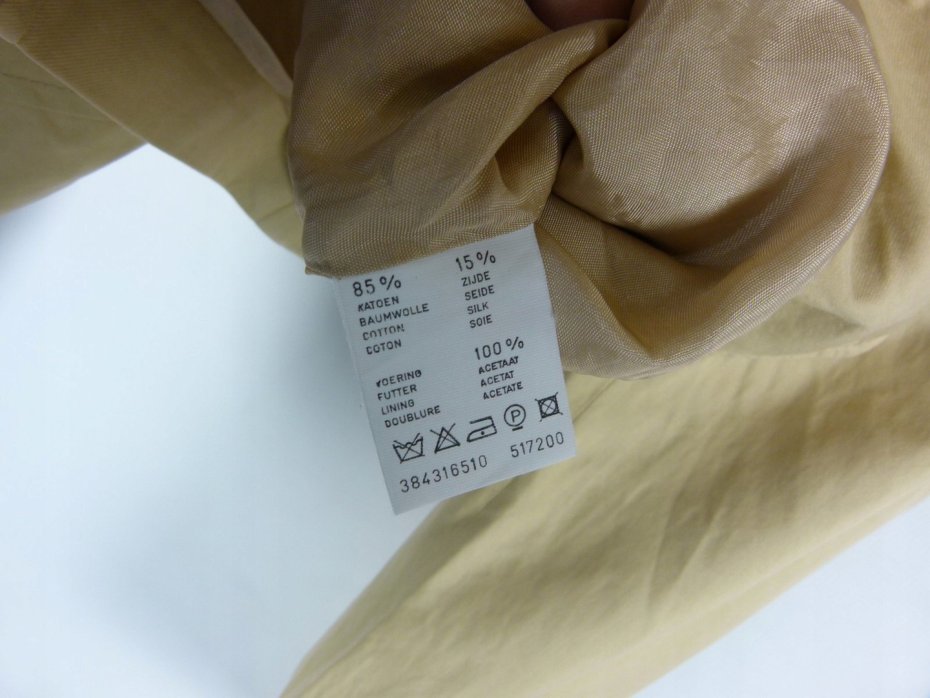 85% 15%
KATOEN ZIJDE
BAUMWOLLE SEIDE
COTTON SILK
COTON SOIE
VOERING 100%
FUTTER ACETAAT
LINING ACETAT
DOUBLURE ACETATE
P
384316510 517200